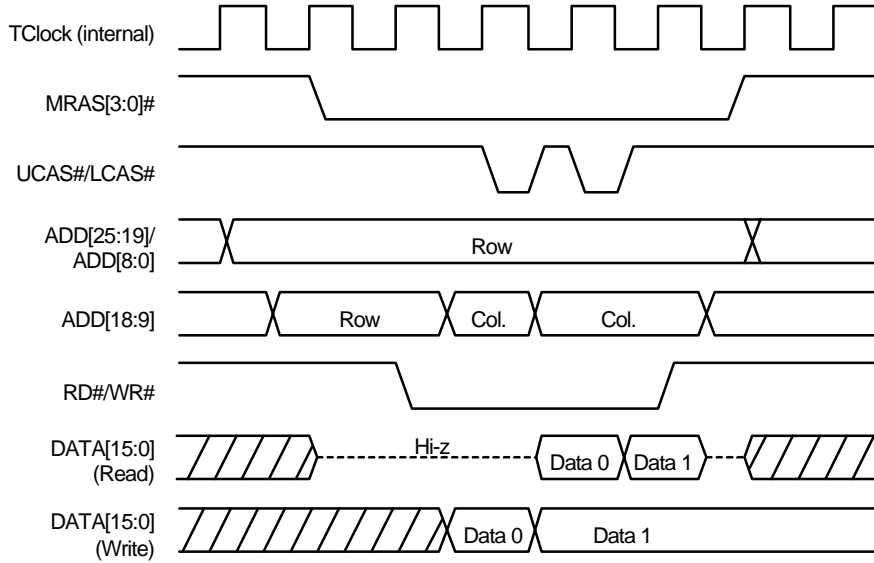 TClock (internal)
MRAS[3:0]#
UCAS#/LCAS#
ADD[25:19]/
ADD[8:0]
Row
ADD[18:9]
Row Col. Col.
RD#/WR#
DATA[15:0]
(Read)
Hi-z
Data 0 Data 1
DATA[15:0]
(Write)
Data 0 Data 1